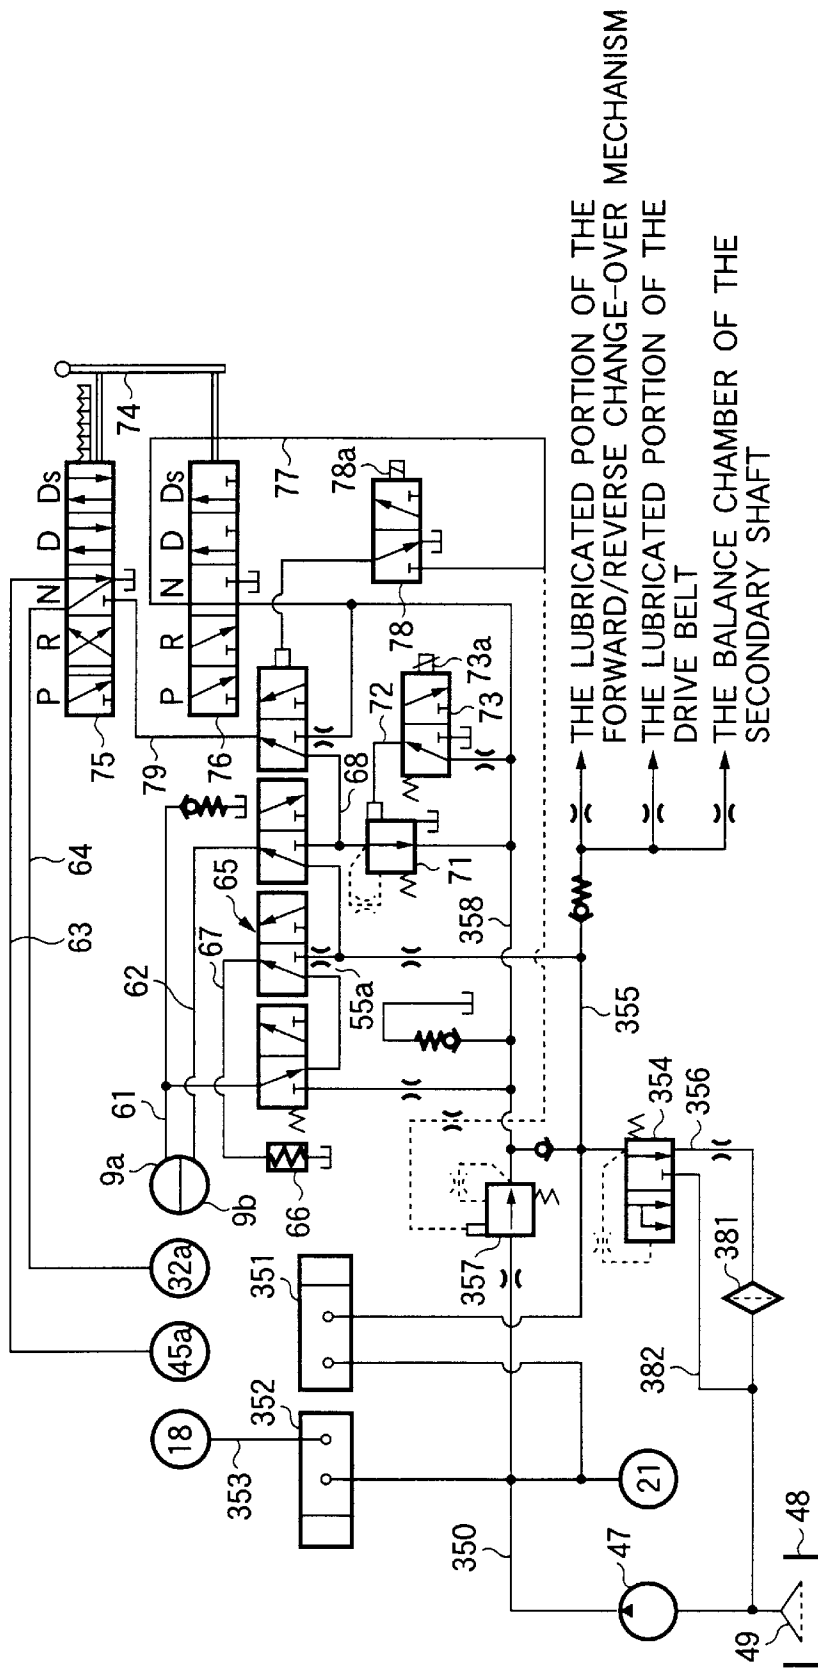 P R N D Ds
64
63
75
74
9a
62
61
79
P R N D Ds
18
45a
32a
67
76
65
353
9b
352
351
77
66
78a
68
55a
72
78
350
71
358
73a
357
73
THE LUBRICATED PORTION OF THE
FORWARD/REVERSE CHANGE-OVER MECHANISM
47
355
21
THE LUBRICATED PORTION OF THE
DRIVE BELT
382
354
356
THE BALANCE CHAMBER OF THE
SECONDARY SHAFT
381
49
48